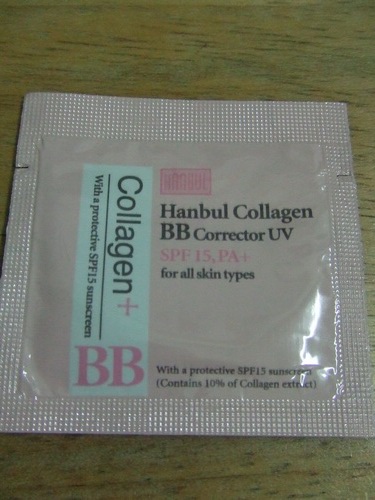 HANBUL
Hanbul Collagen
BB Corrector UV
SPF 15, PA+
for all skin types
Collagen+
With a protective SPF15 sunscreen
BB
With a protective SPF15 sunscreen
(Contains 10% of Collagen extract)